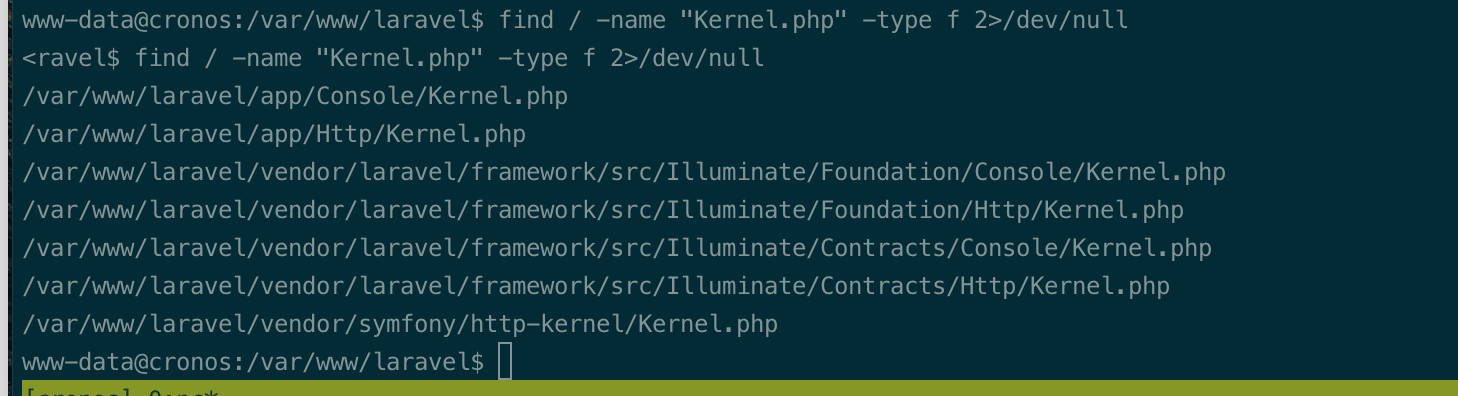 www-data@cronos:/var/www/laravel$ find / -name "Kernel.php" -type f 2>/dev/null
<ravel$ find / -name "Kernel.php" -type f 2>/dev/null
/var/www/laravel/app/Console/Kernel.php
/var/www/laravel/app/Http/Kernel.php
/var/www/laravel/vendor/laravel/framework/src/Illuminate/Foundation/Console/Kernel.php
/var/www/laravel/vendor/laravel/framework/src/Illuminate/Foundation/Http/Kernel.php
/var/www/laravel/vendor/laravel/framework/src/Illuminate/Contracts/Console/Kernel.php
/var/www/laravel/vendor/laravel/framework/src/Illuminate/Contracts/Http/Kernel.php
/var/www/laravel/vendor/symfony/http-kernel/Kernel.php
www-data@cronos:/var/www/laravel$